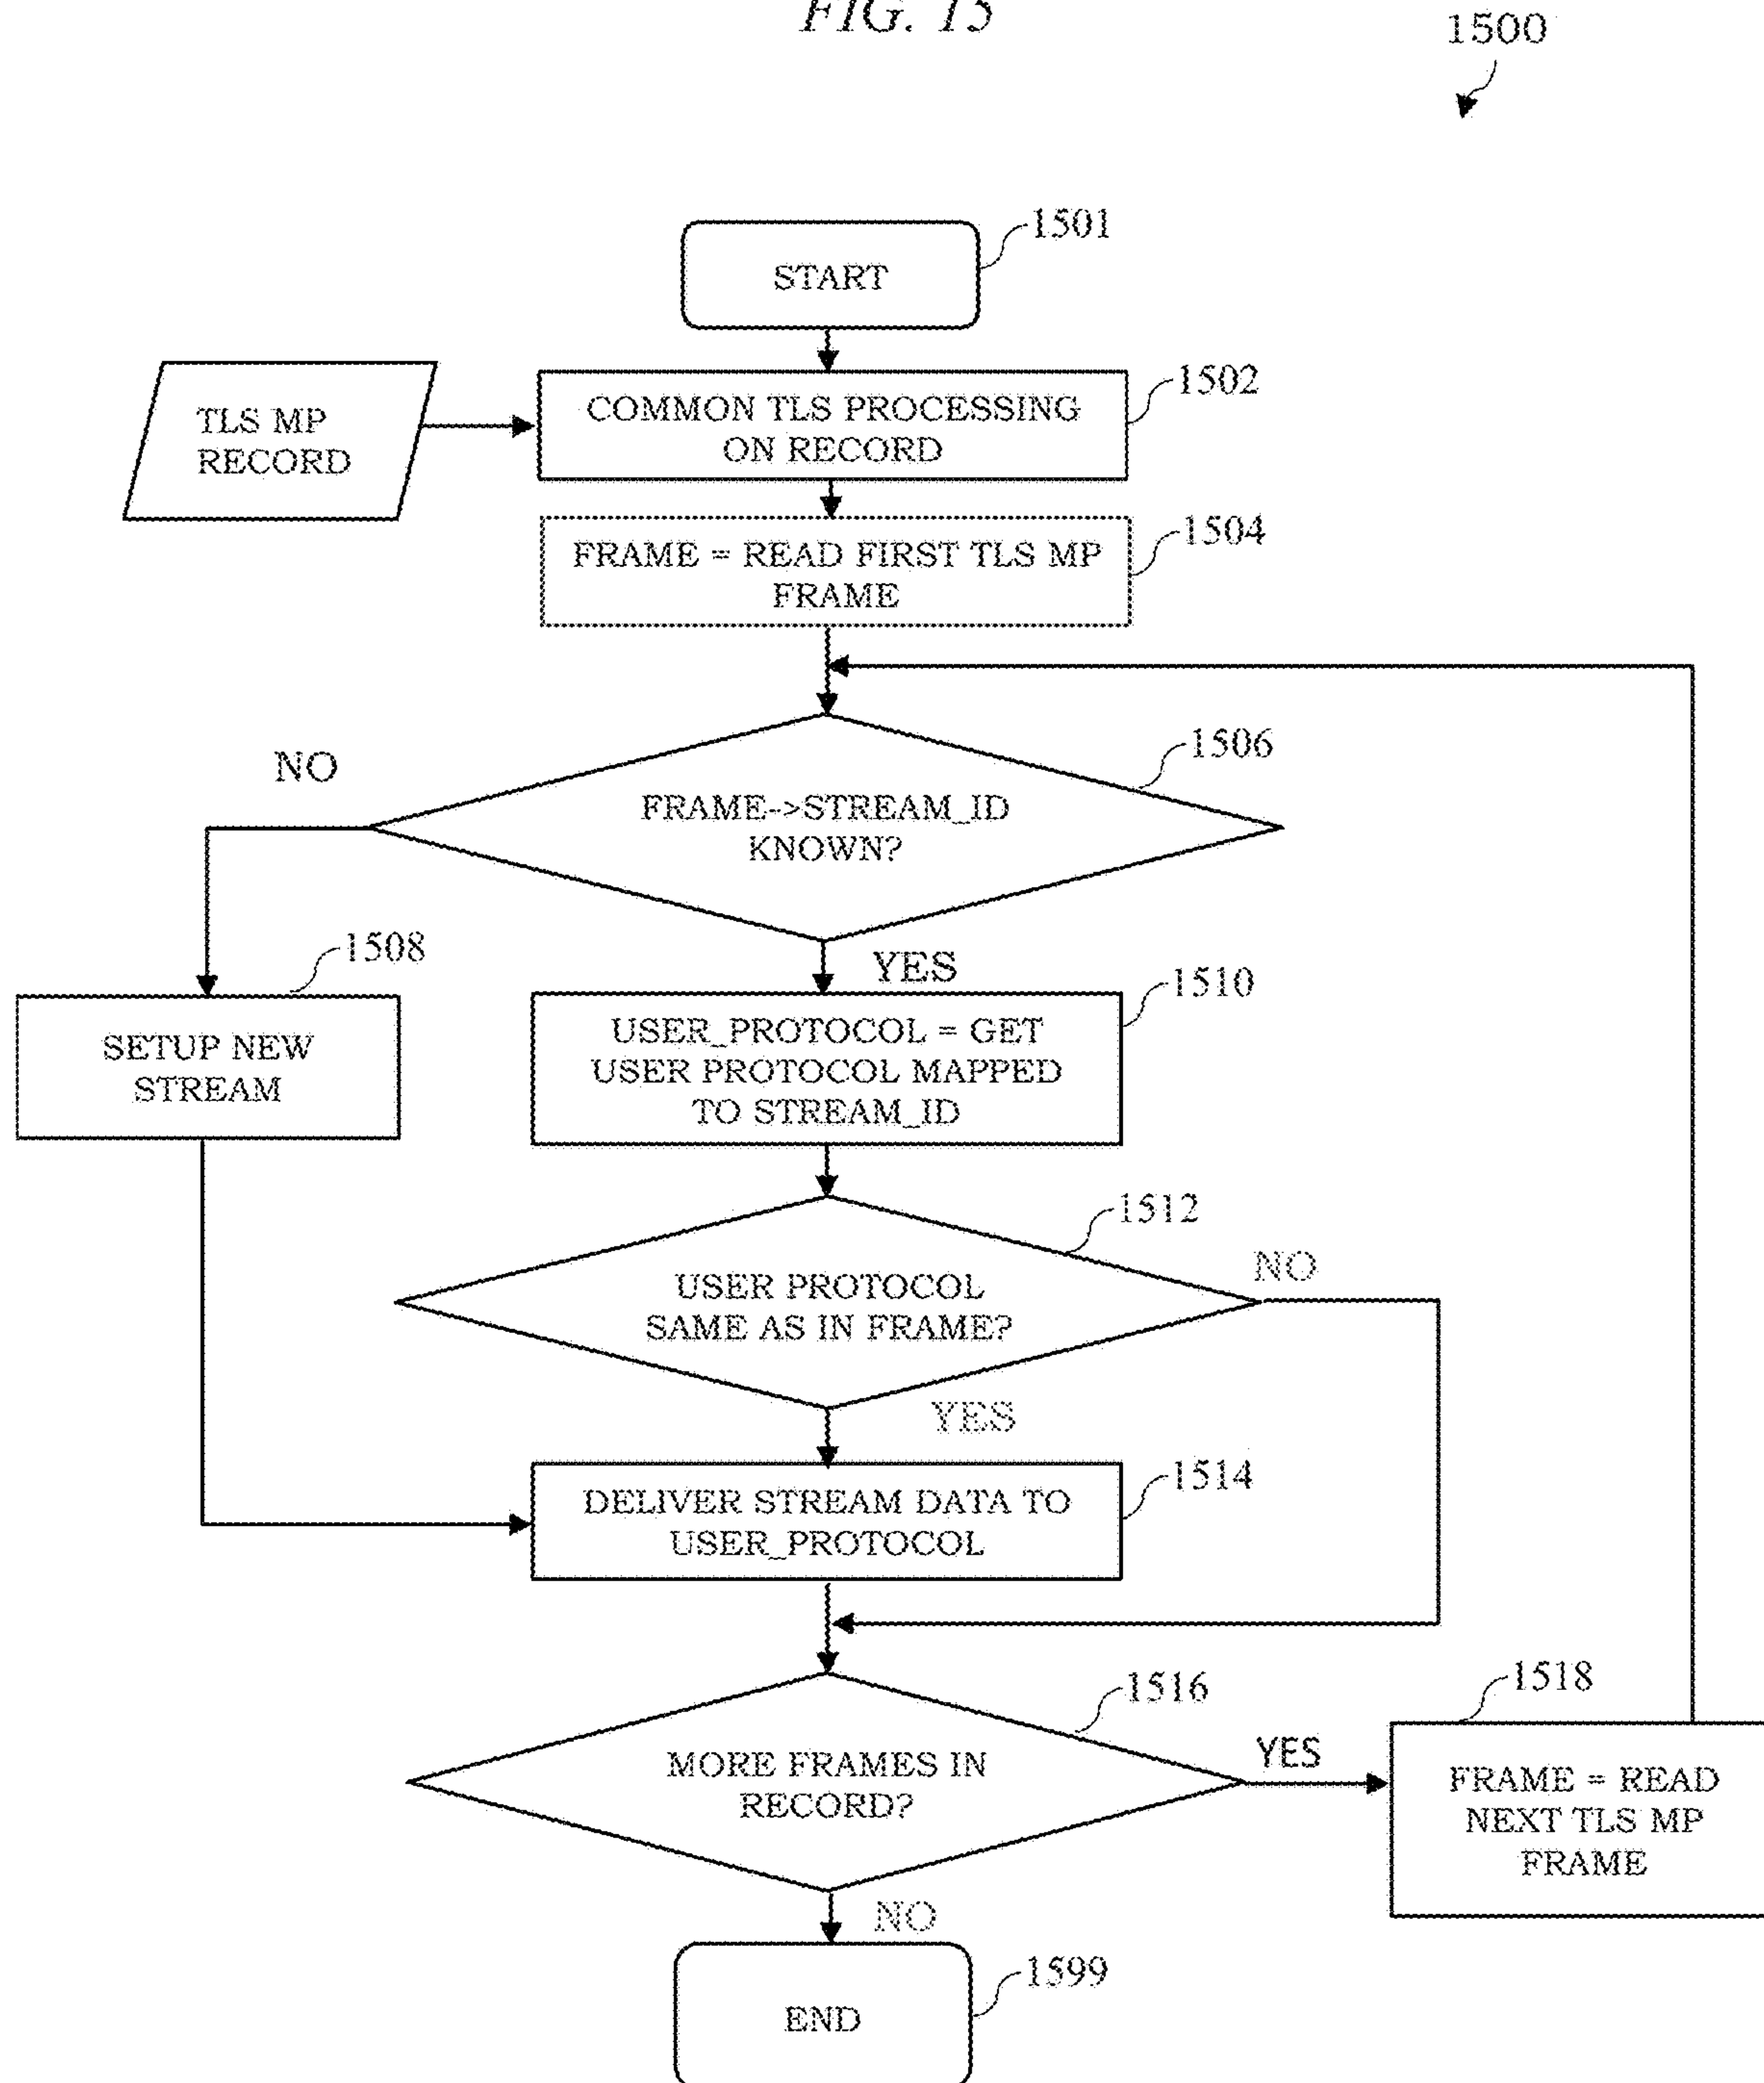 FIG. 15
1500
1501
START
1502
TLS MP
RECORD
COMMON TLS PROCESSING
ON RECORD
1504
FRAME = READ FIRST TLS MP
FRAME
1506
NO
FRAME->STREAM_ID
KNOWN?
1508
YES
1510
SETUP NEW
STREAM
USER_PROTOCOL = GET
USER PROTOCOL MAPPED
TO STREAM_ID
1512
NO
USER PROTOCOL
SAME AS IN FRAME?
YES
1514
DELIVER STREAM DATA TO
USER_PROTOCOL
1516
1518
MORE FRAMES IN
RECORD?
YES
FRAME = READ
NEXT TLS MP
FRAME
NO
1599
END